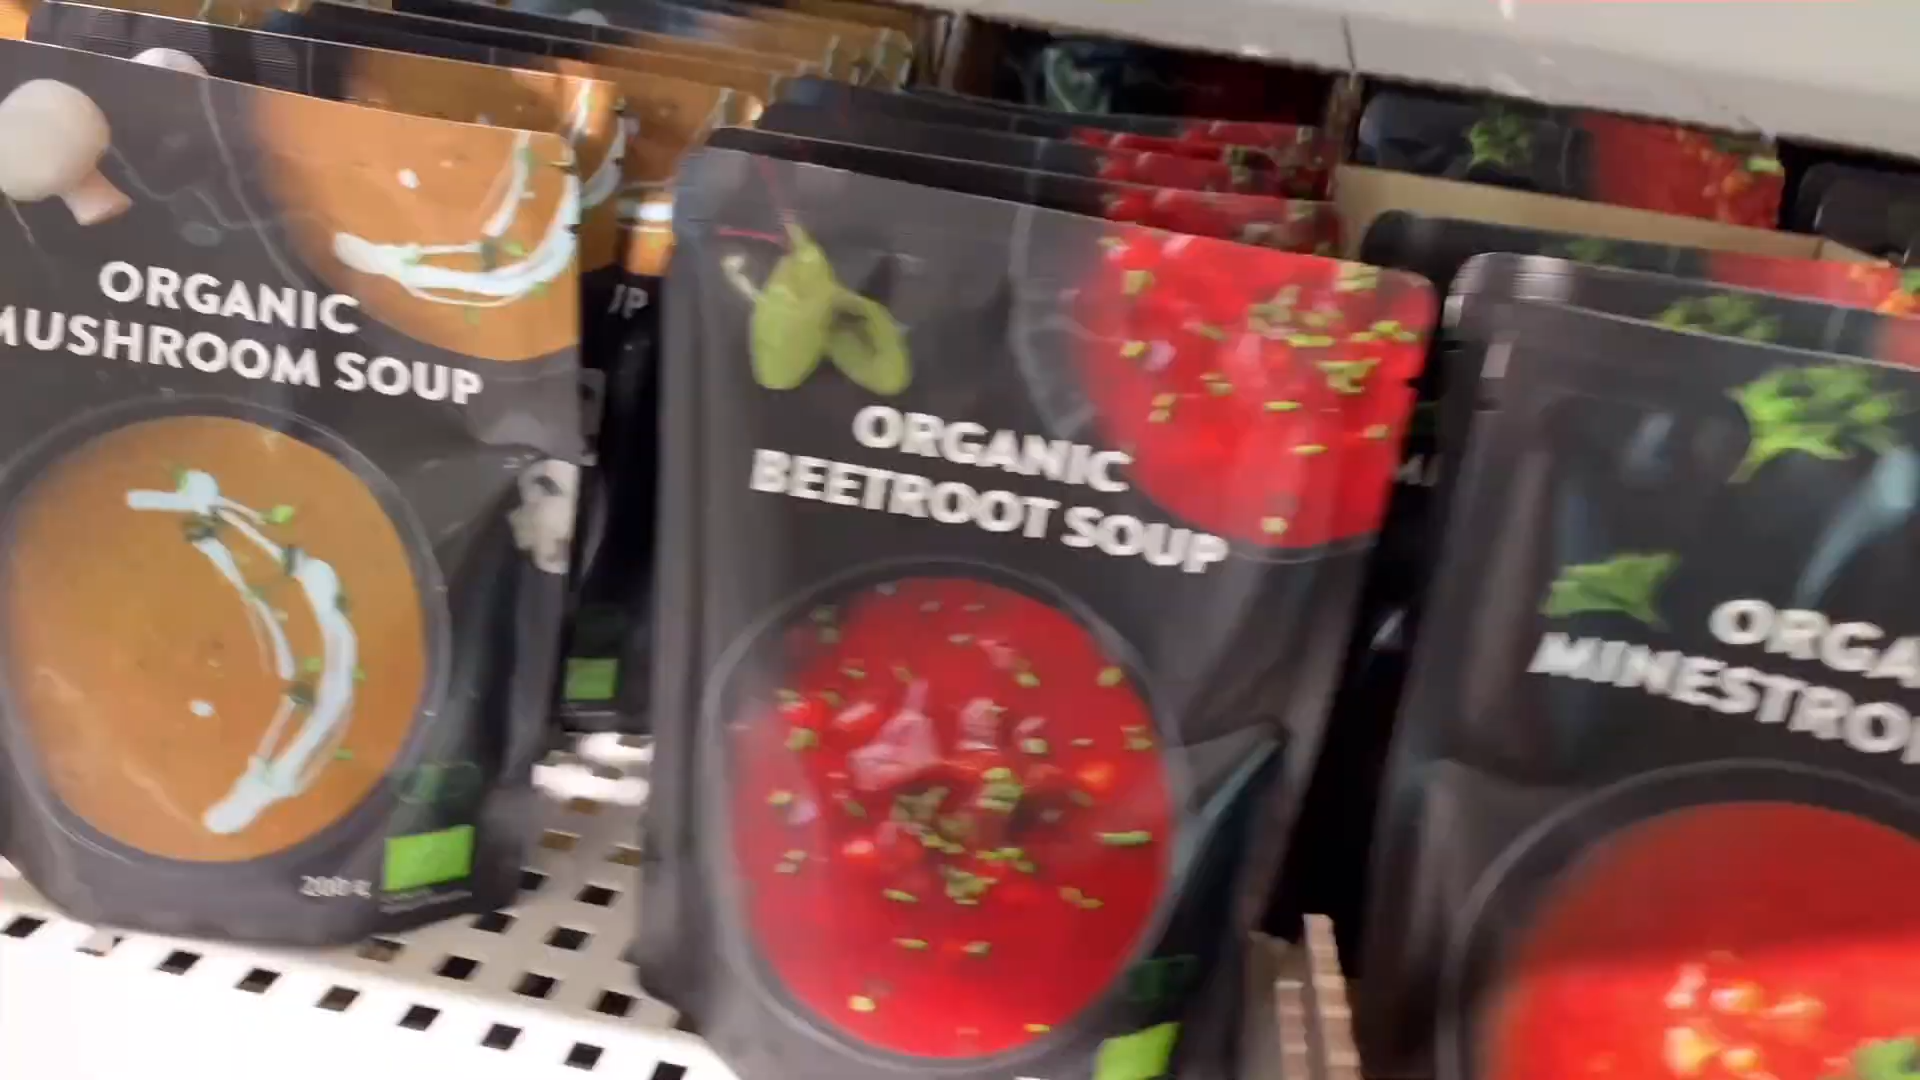 ORGANIC
MUSHROOM SOUP
ORGANIC
BEETROOT SOUP
ORGA
MINESTRO